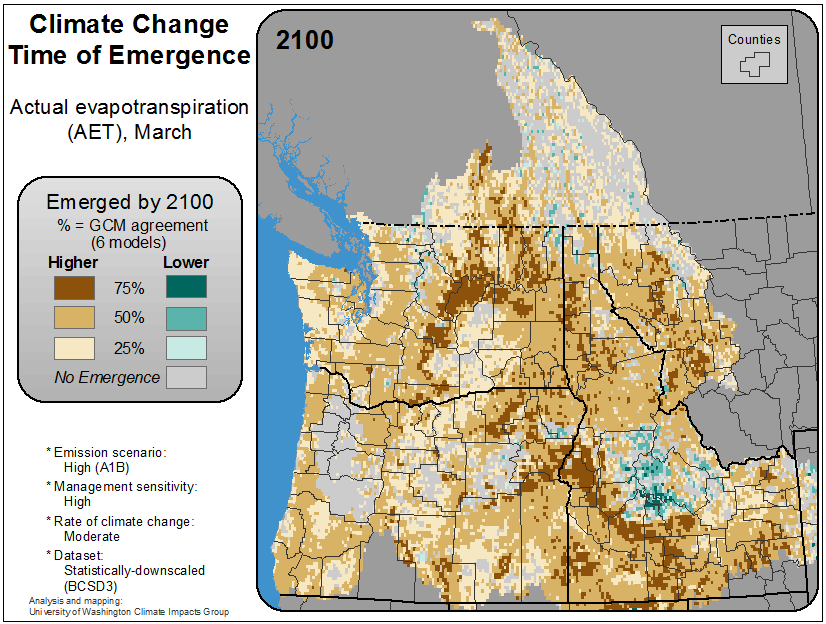 Climate Change
Time of Emergence
Actual evapotranspiration
(AET), March
Emerged by 2100
% = GCM agreement
(6 models)
Higher Lower
75%
50%
25%
No Emergence
* Emission scenario:
High (A1B)
* Management sensitivity:
High
* Rate of climate change:
Moderate
* Dataset:
Statistically-downscaled
(BCSD3)
Analysis and mapping:
University of Washington Climate Impacts Group
2100
Counties